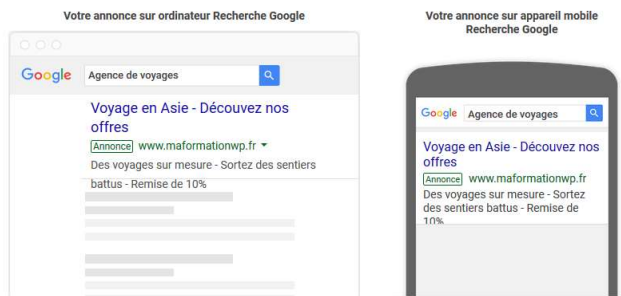 Votre annonce sur ordinateur Recherche Google
Google Agence de voyages
Voyage en Asie - Découvez nos
offres
Annonce www.maformationwp.fr
Des voyages sur mesure - Sortez des sentiers
battus - Remise de 10%
Votre annonce sur appareil mobile
Recherche Google
Google Agence de voyages
Voyage en Asie - Découvez nos
offres
Annonce www.maformationwp.fr
Des voyages sur mesure - Sortez
des sentiers battus - Remise de
10%